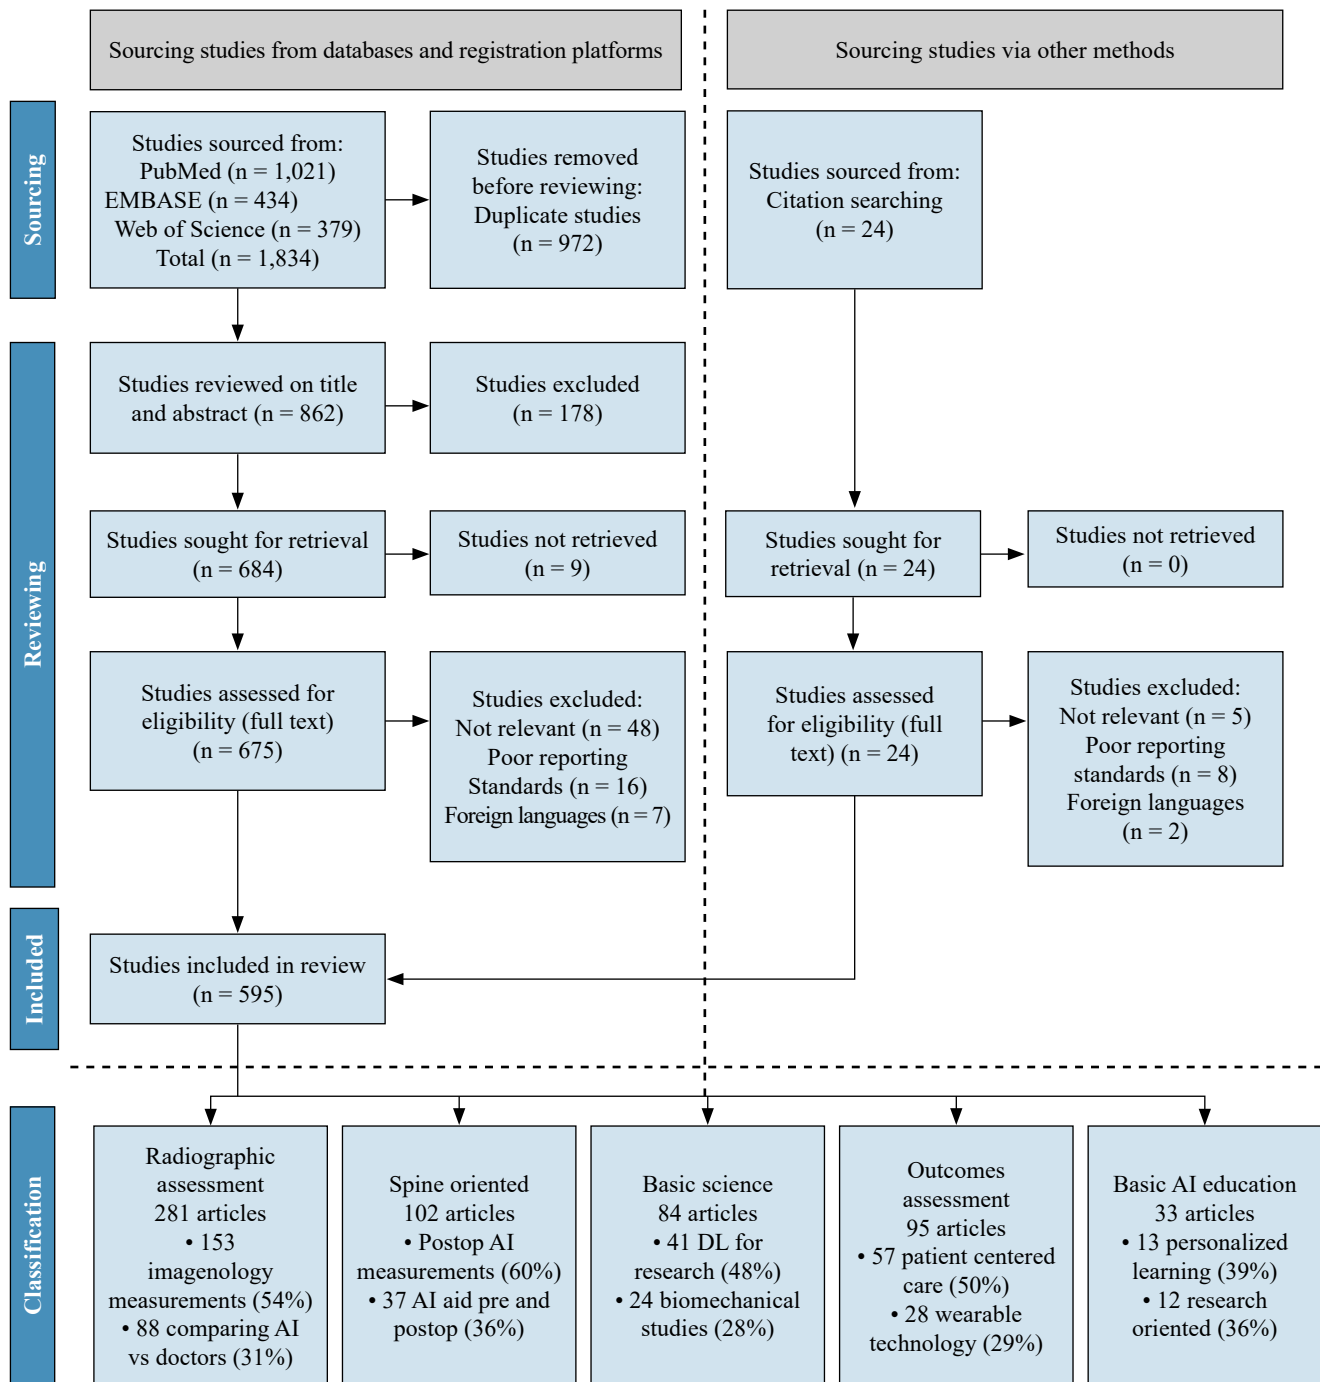 Sourcing studies from databases and registration platforms
Sourcing studies via other methods
Sourcing
Studies sourced from:
PubMed (n = 1,021)
EMBASE (n = 434)
Web of Science (n = 379)
Total (n = 1,834)
Studies removed
before reviewing:
Duplicate studies
(n = 972)
Studies sourced from:
Citation searching
(n = 24)
Reviewing
Studies reviewed on title
and abstract (n = 862)
Studies excluded
(n = 178)
Studies sought for retrieval
(n = 684)
Studies not retrieved
(n = 9)
Studies sought for
retrieval (n = 24)
Studies not retrieved
(n = 0)
Studies assessed for
eligibility (full text)
(n = 675)
Studies excluded:
Not relevant (n = 48)
Poor reporting
Standards (n = 16)
Foreign languages (n = 7)
Studies assessed
for eligibility (full
text) (n = 24)
Studies excluded:
Not relevant (n = 5)
Poor reporting
standards (n = 8)
Foreign languages
(n = 2)
Included
Studies included in review
(n = 595)
Classification
Radiographic
assessment
281 articles
• 153
imagenology
measurements (54%)
• 88 comparing AI
vs doctors (31%)
Spine oriented
102 articles
• Postop AI
measurements (60%)
• 37 AI aid pre and
postop (36%)
Basic science
84 articles
• 41 DL for
research (48%)
• 24 biomechanical
studies (28%)
Outcomes
assessment
95 articles
• 57 patient centered
care (50%)
• 28 wearable
technology (29%)
Basic AI education
33 articles
• 13 personalized
learning (39%)
• 12 research
oriented (36%)